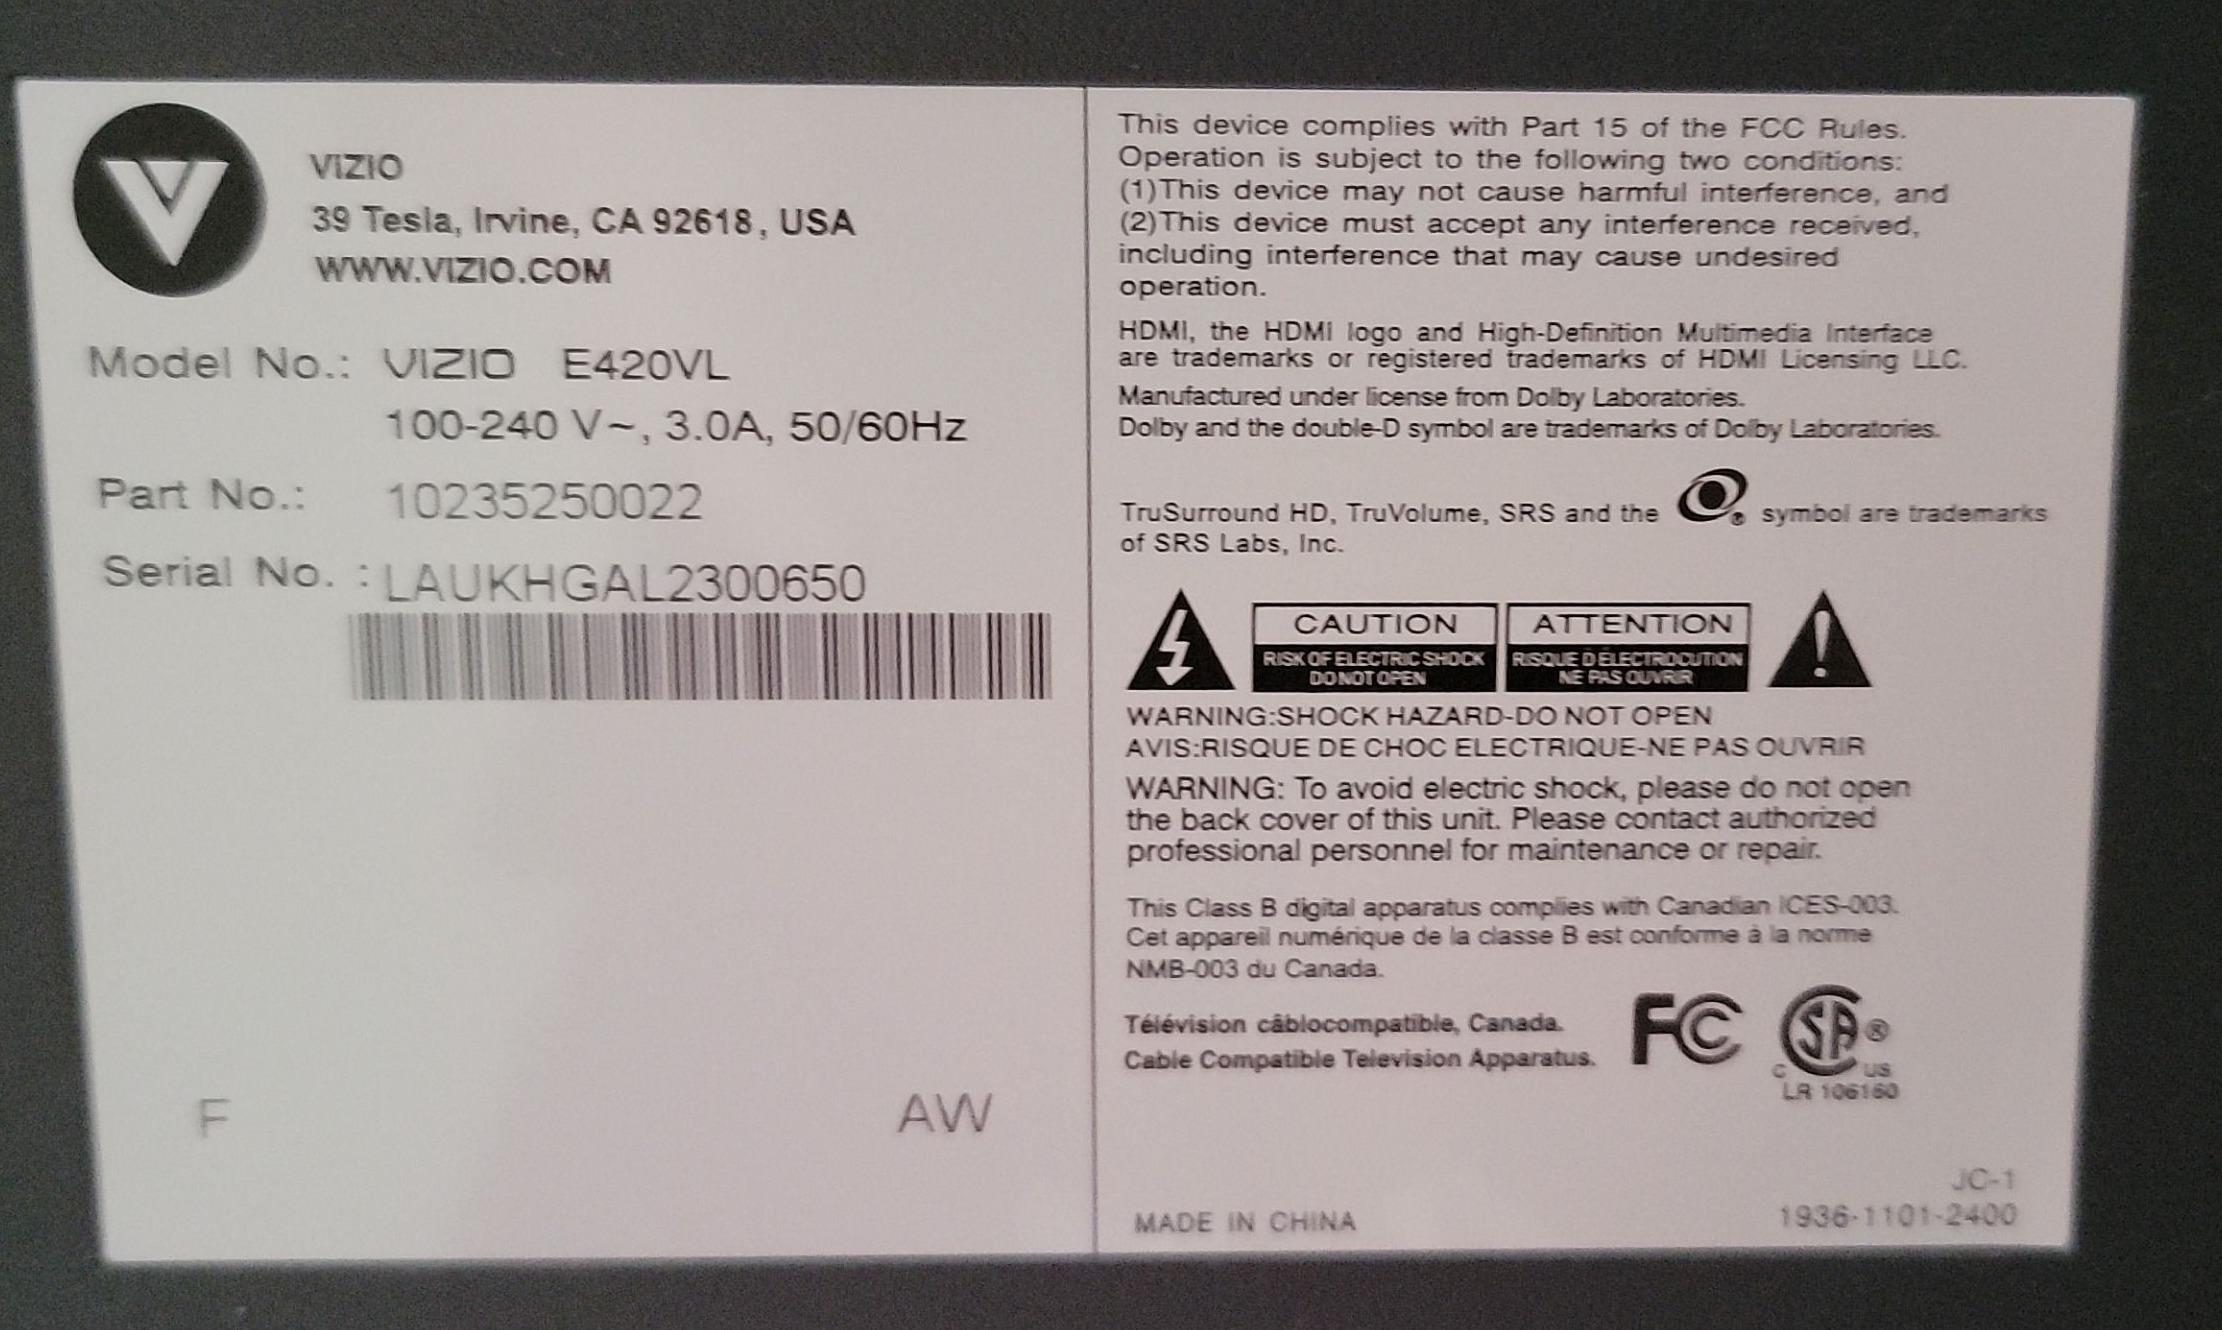 VIZIO
39 Tesla, Irvine, CA 92618, USA
WWW.VIZIO.COM
Model No.: VIZIO E420VL
100-240 V~, 3.0A, 50/60Hz
Part No.: 10235250022
Serial No. : LAUKHGAL2300650
F
AW
This device complies with Part 15 of the FCC Rules.
Operation is subject to the following two conditions:
(1)This device may not cause harmful interference, and
(2)This device must accept any interference received,
including interference that may cause undesired
operation.
HDMI, the HDMI logo and High-Definition Multimedia Interface
are trademarks or registered trademarks of HDMI Licensing LLC.
Manufactured under license from Dolby Laboratories.
Dolby and the double-D symbol are trademarks of Dolby Laboratories.
TruSurround HD, TruVolume, SRS and the ® symbol are trademarks
of SRS Labs, Inc.
CAUTION
RISK OF ELECTRIC SHOCK
DO NOT OPEN
ATTENTION
RISQUE D ÉLECTROCUTION
NE PAS OUVRIR
WARNING:SHOCK HAZARD-DO NOT OPEN
AVIS:RISQUE DE CHOC ELECTRIQUE-NE PAS OUVRIR
WARNING: To avoid electric shock, please do not open
the back cover of this unit. Please contact authorized
professional personnel for maintenance or repair.
This Class B digital apparatus complies with Canadian ICES-003.
Cet appareil numérique de la classe B est conforme à la norme
NMB-003 du Canada.
Télévision câblocompatible, Canada.
Cable Compatible Television Apparatus.
FC
SA®
C US
LR 106160
JC-1
MADE IN CHINA
1936-1101-2400